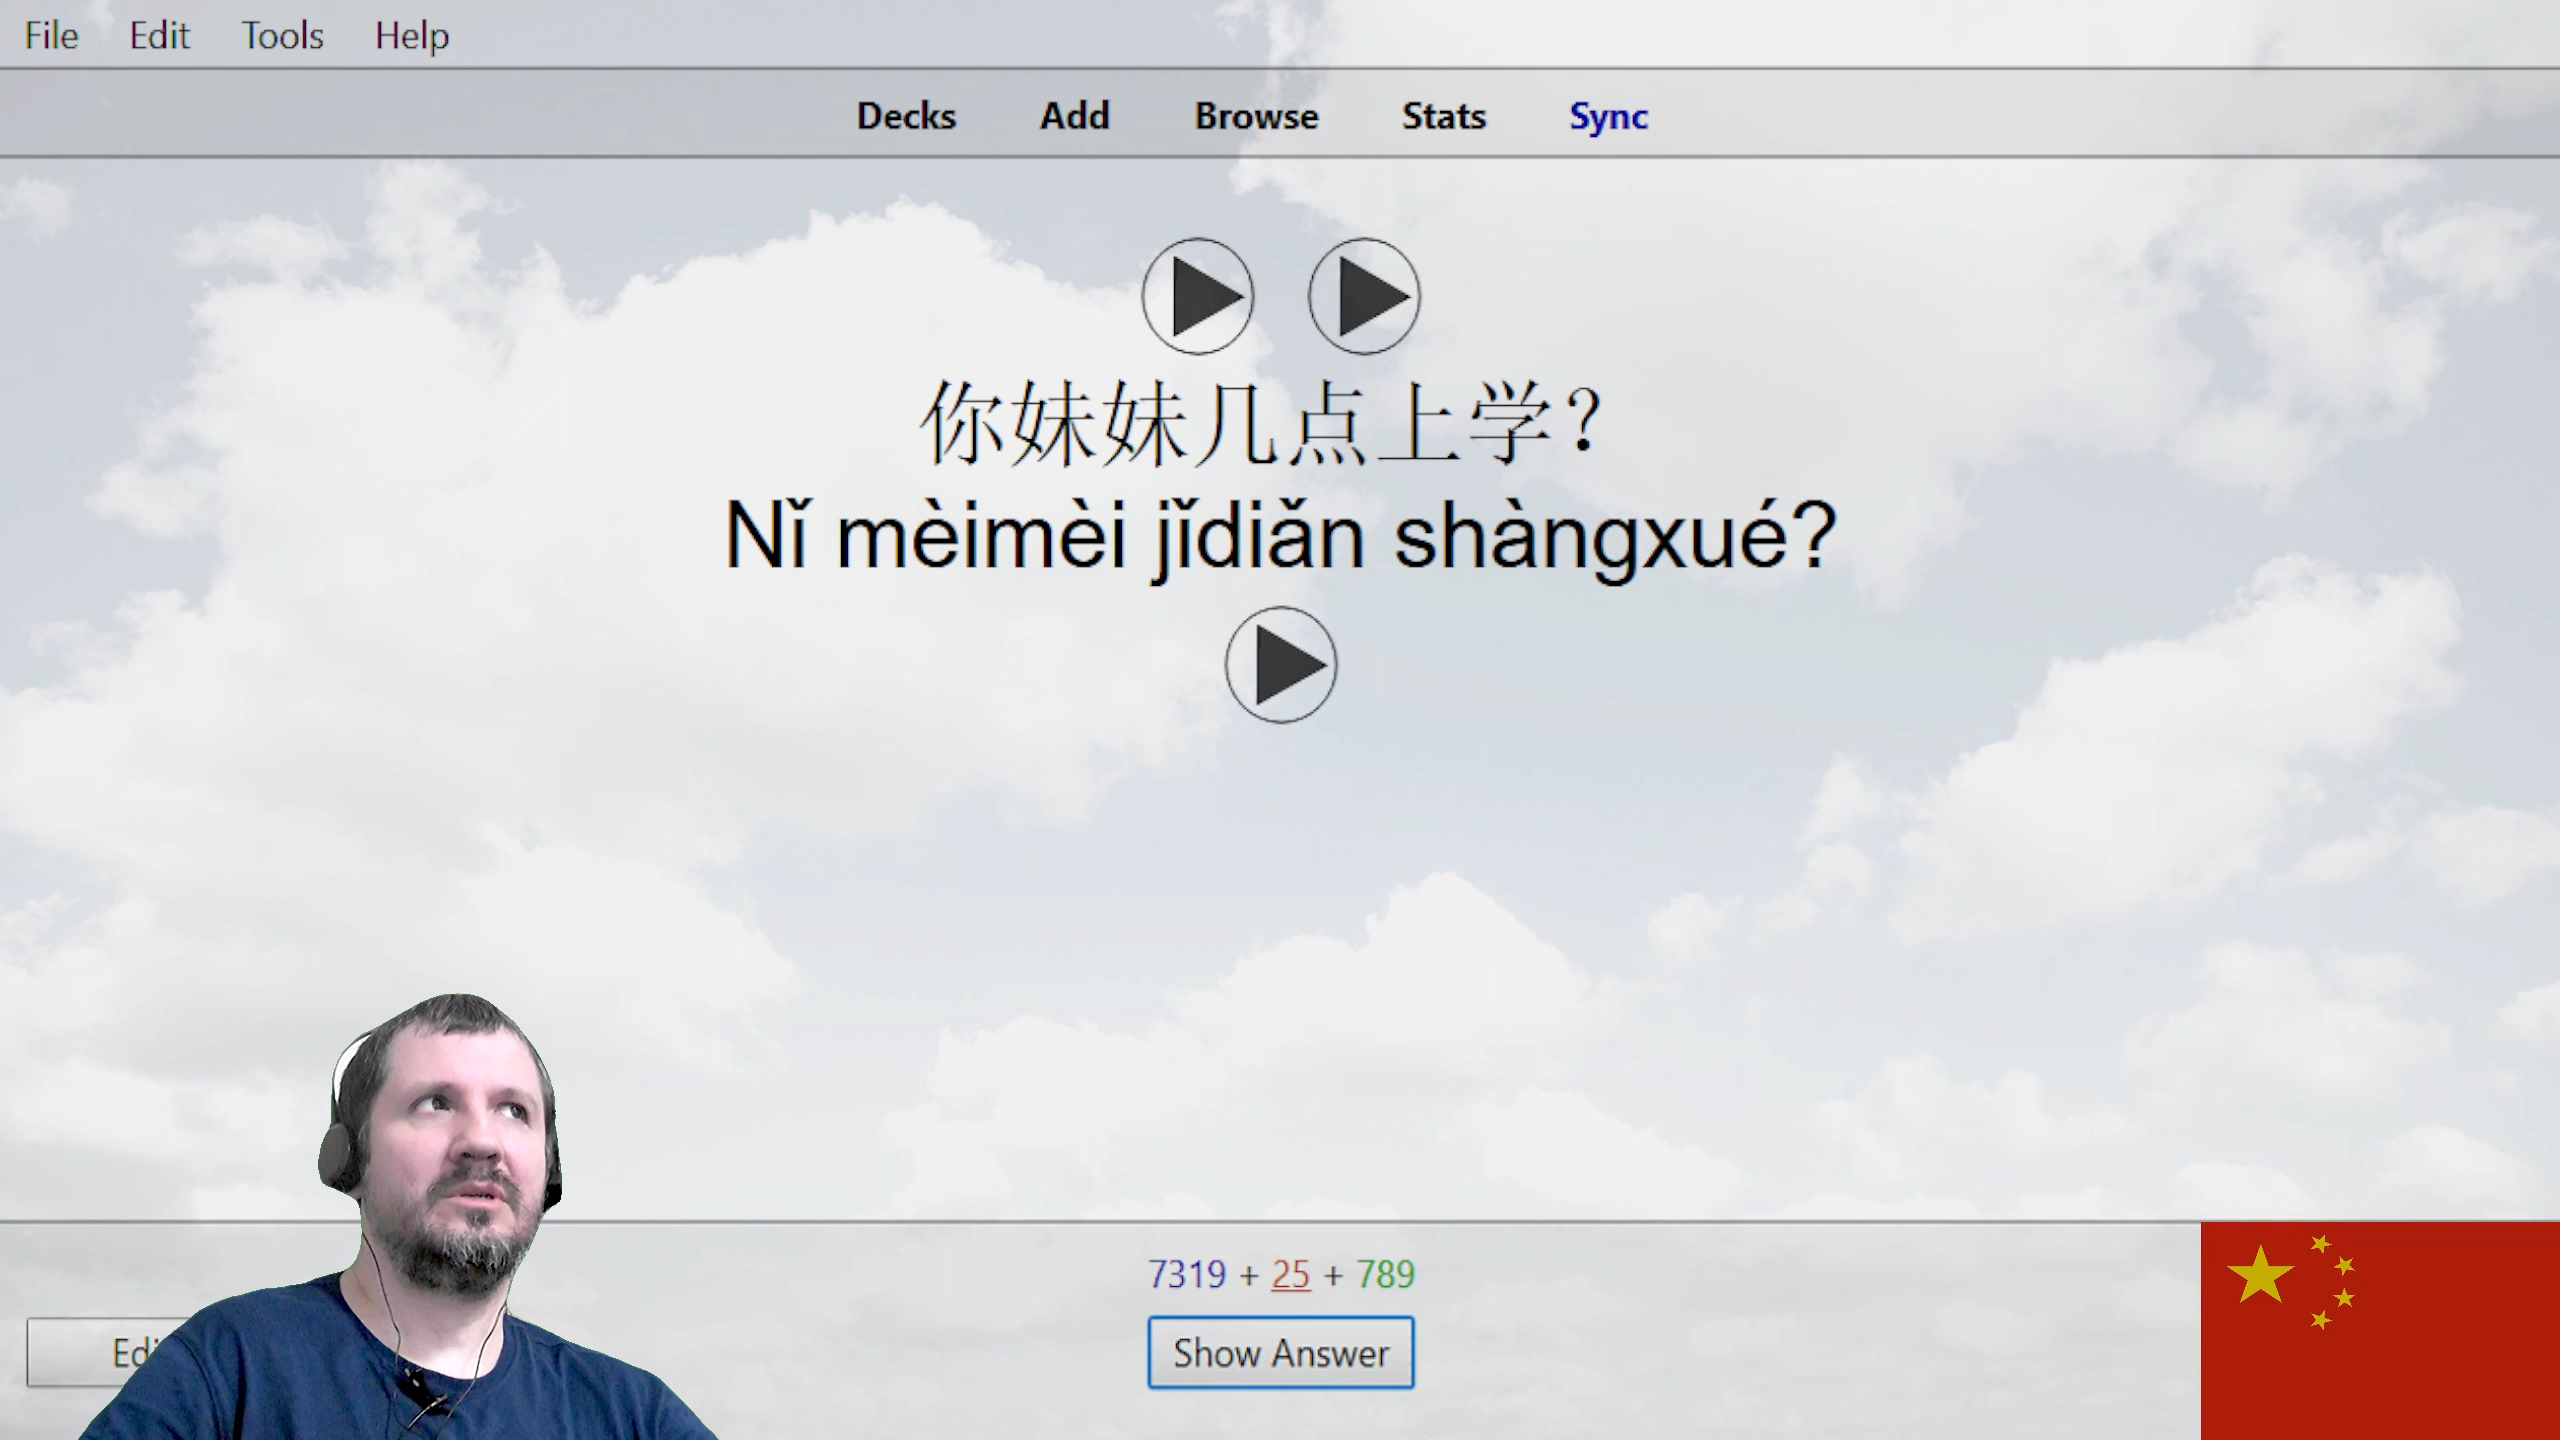 File Edit Tools Help
Decks Add Browse Stats Sync
你妹妹几点上学?
Nǐ mèimèi jǐdiǎn shàngxué?
7319 + 25 + 789
Show Answer